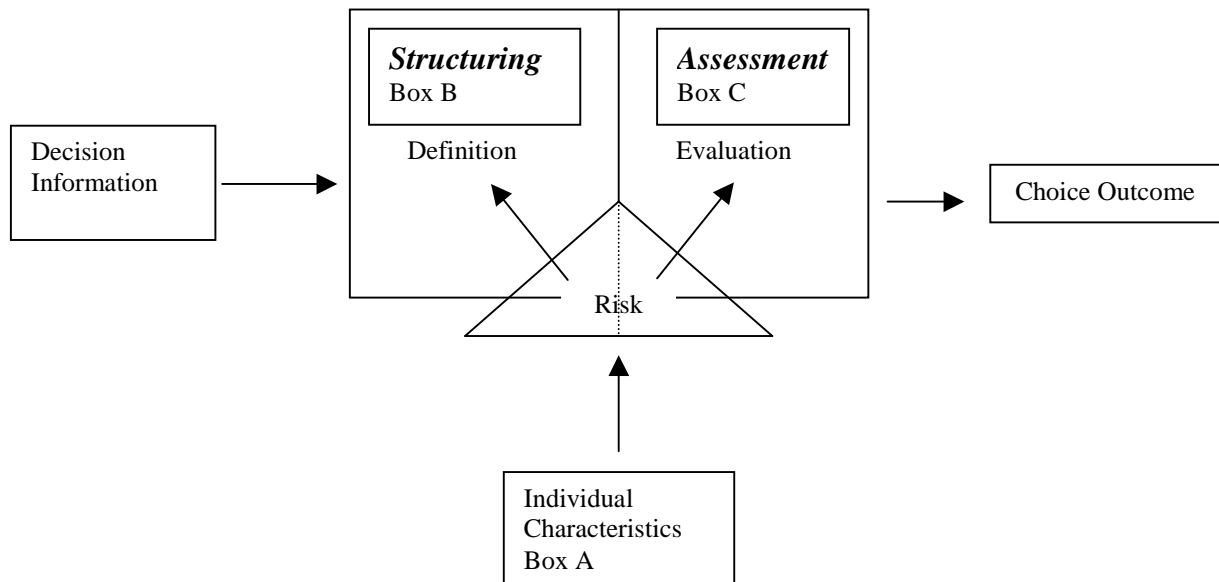 Structuring
Box B
Assessment
Box C
Definition
Evaluation
Decision
Information
Choice Outcome
Risk
Individual
Characteristics
Box A